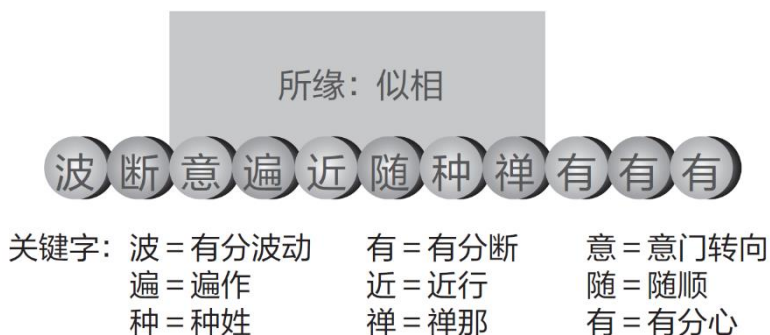 所缘：似相
波断意遍近随种禅有有有
关键字：波＝有分波动 有＝有分断 意＝意门转向
遍＝遍作 近＝近行 随＝随顺
种＝种姓 禅＝禅那 有＝有分心